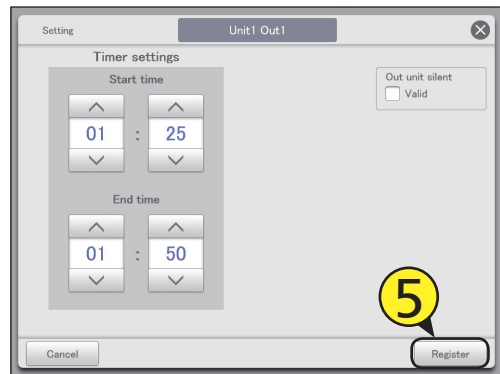 Setting
Unit1 Out1
Timer settings
Start time
01 : 25
End time
01 : 50
Out unit silent
Valid
5
Cancel
Register